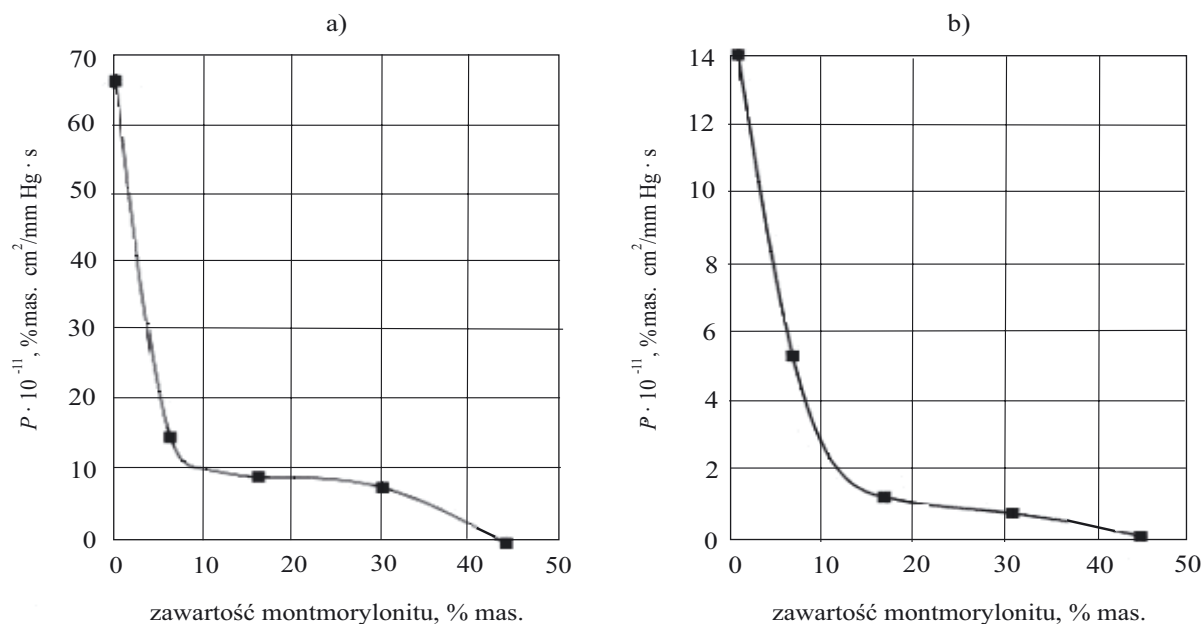 a)
70
60
50
40
30
20
10
0
P · 10 -11 , %mas. cm2/mm Hg · s
0 10 20 30 40 50
zawartość montmorylonitu, % mas.
b)
14
12
10
8
6
4
2
0
P · 10 -11 , %mas. cm2/mm Hg · s
0 10 20 30 40 50
zawartość montmorylonitu, % mas.